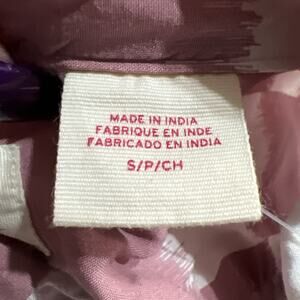 MADE IN INDIA
FABRIQUE EN INDE
FABRICADO EN INDIA
S/P/CH